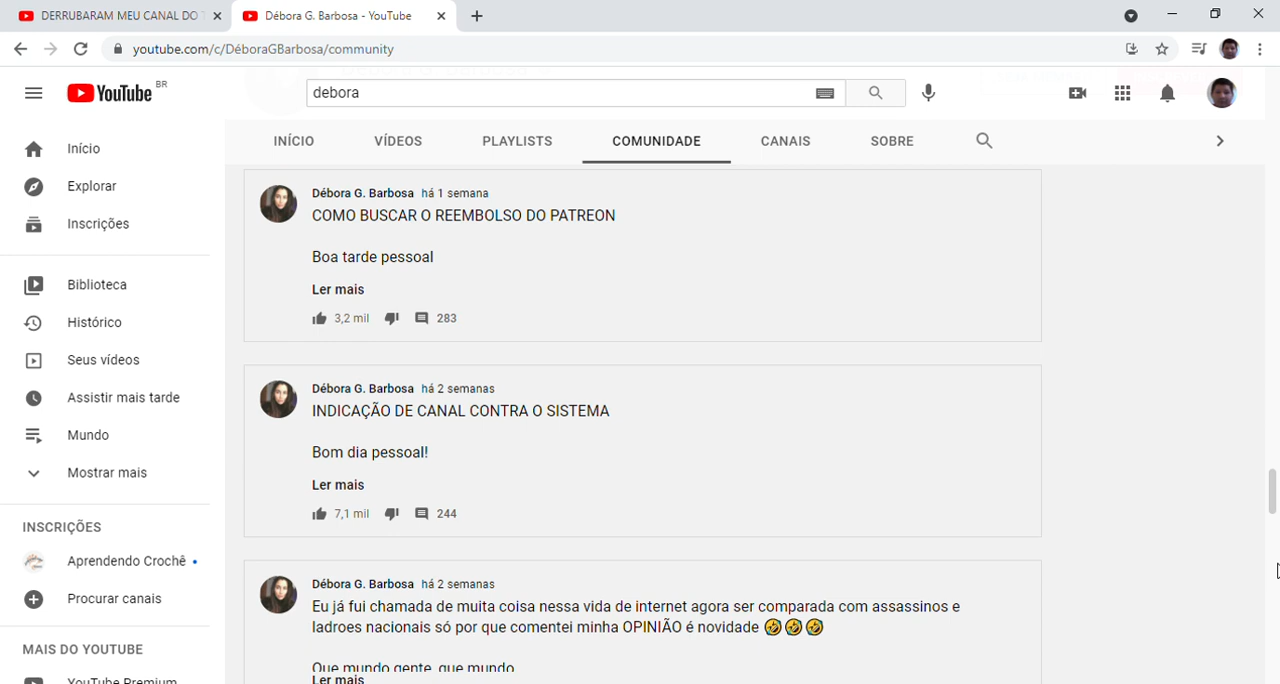 DERRUBARAM MEU CANAL DO
Débora G. Barbosa - YouTube
youtube.com/c/DéboraGBarbosa/community
YouTube BR
debora
INÍCIO
VÍDEOS
PLAYLISTS
COMUNIDADE
CANAIS
SOBRE
Início
Explorar
Inscrições
Biblioteca
Histórico
Seus vídeos
Assistir mais tarde
Mundo
Mostrar mais
INSCRIÇÕES
Aprendendo Crochê
Procurar canais
MAIS DO YOUTUBE
YouTube Premium
Débora G. Barbosa há 1 semana
COMO BUSCAR O REEMBOLSO DO PATREON
Boa tarde pessoal
Ler mais
3,2 mil 283
Débora G. Barbosa há 2 semanas
INDICAÇÃO DE CANAL CONTRA O SISTEMA
Bom dia pessoal!
Ler mais
7,1 mil 244
Débora G. Barbosa há 2 semanas
Eu já fui chamada de muita coisa nessa vida de internet agora ser comparada com assassinos e
ladroes nacionais só por que comentei minha OPINIÃO é novidade 🤣🤣🤣
Que mundo gente, que mundo
Ler mais